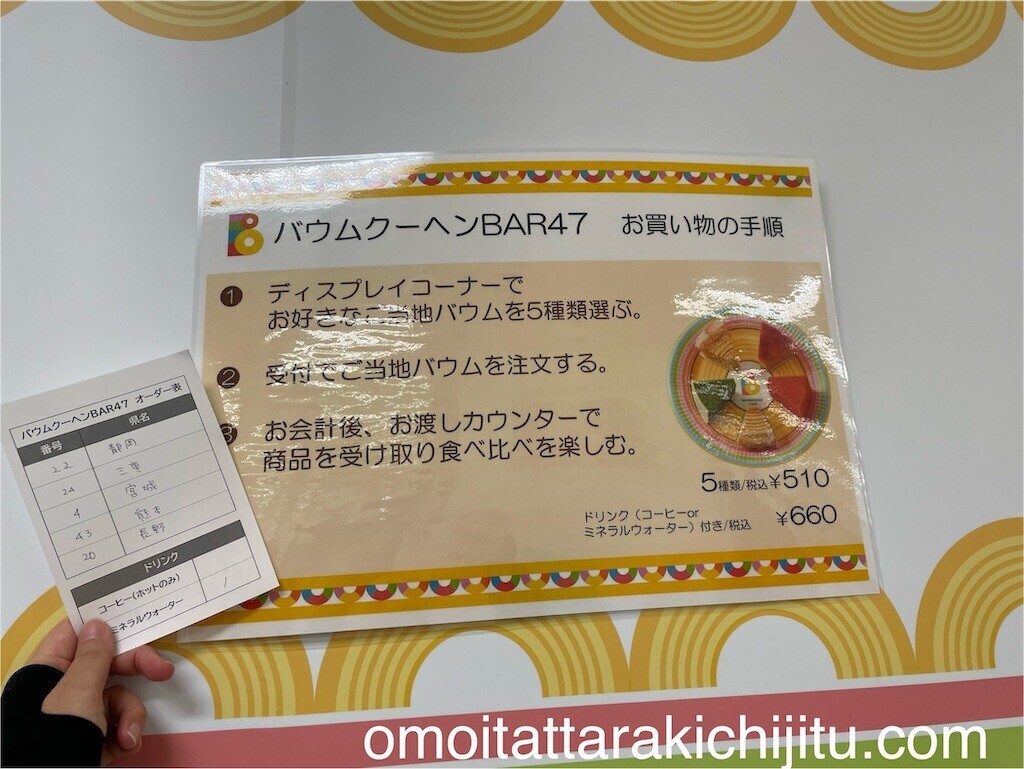 バウムクーヘンBAR47 お買い物の手順
1 ディスプレイコーナーで
お好きなご当地バウムを5種類選ぶ。
2 受付でご当地バウムを注文する。
3 お会計後、お渡しカウンターで
商品を受け取り食べ比べを楽しむ。
5種類/税込¥510
ドリンク（コーヒーor
ミネラルウォーター）付き/税込 ¥660
バウムクーヘンBAR47 オーダー表
番号 県名
22 静岡
24 三重
4 宮城
43 熊本
20 長野
ドリンク
コーヒー(ホットのみ) /
ミネラルウォーター
omoitattarakichijitu.com